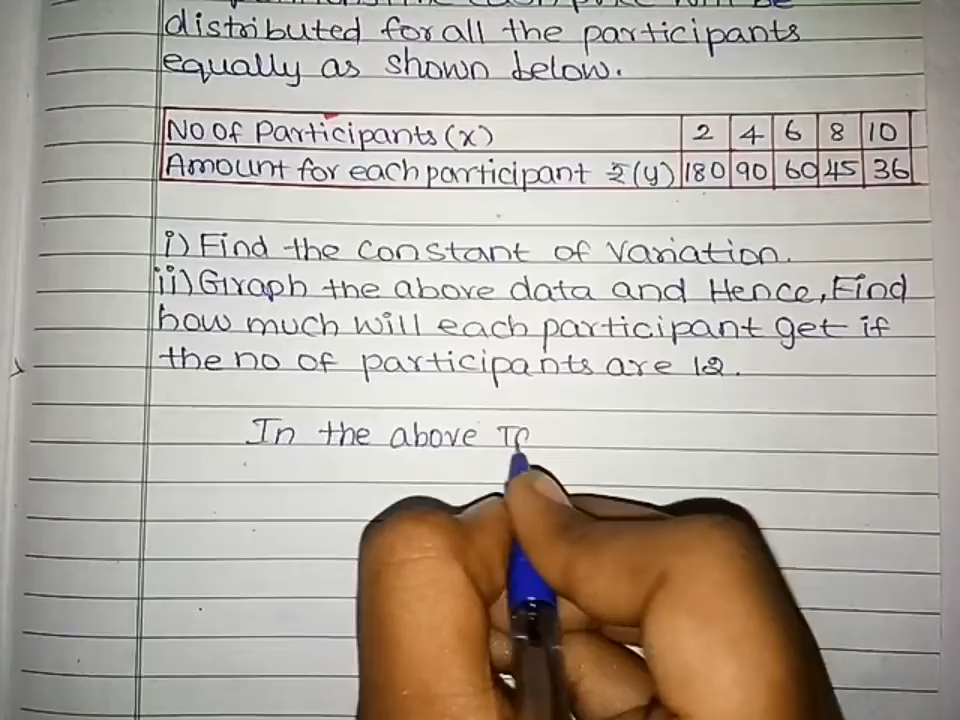 distributed for all the participants
equally as shown below.
No Of Participants (x) 2 4 6 8 10
Amount for each participant ₹ (y) 180 90 60 45 36
i) Find the constant of variation.
ii) Graph the above data and Hence, Find
how much will each participant get if
the no of participants are 12.
In the above